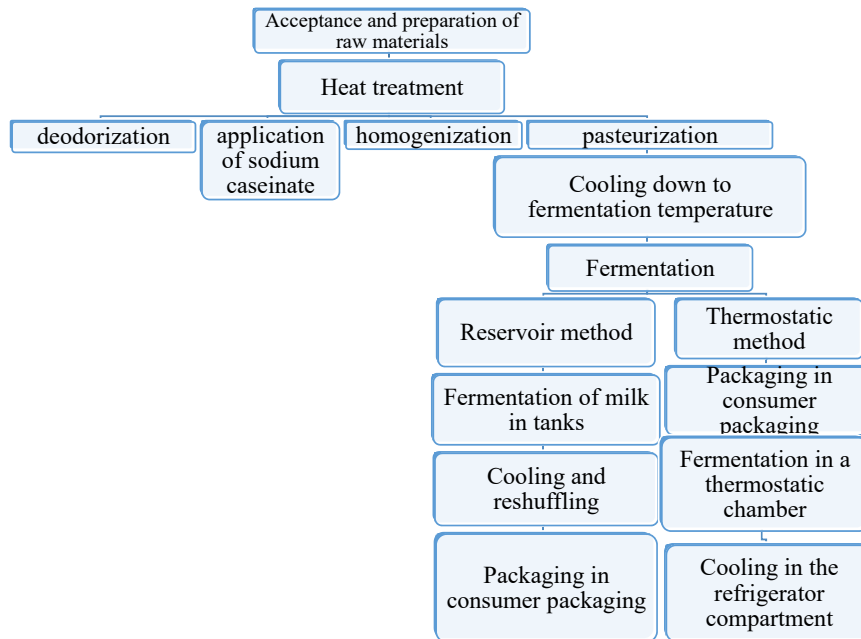 Acceptance and preparation of
raw materials
Heat treatment
deodorization
application
of sodium
caseinate
homogenization
pasteurization
Cooling down to
fermentation temperature
Fermentation
Reservoir method
Fermentation of milk
in tanks
Cooling and
reshuffling
Packaging in
consumer packaging
Thermostatic
method
Packaging in
consumer
packaging
Fermentation in a
thermostatic
chamber
Cooling in the
refrigerator
compartment